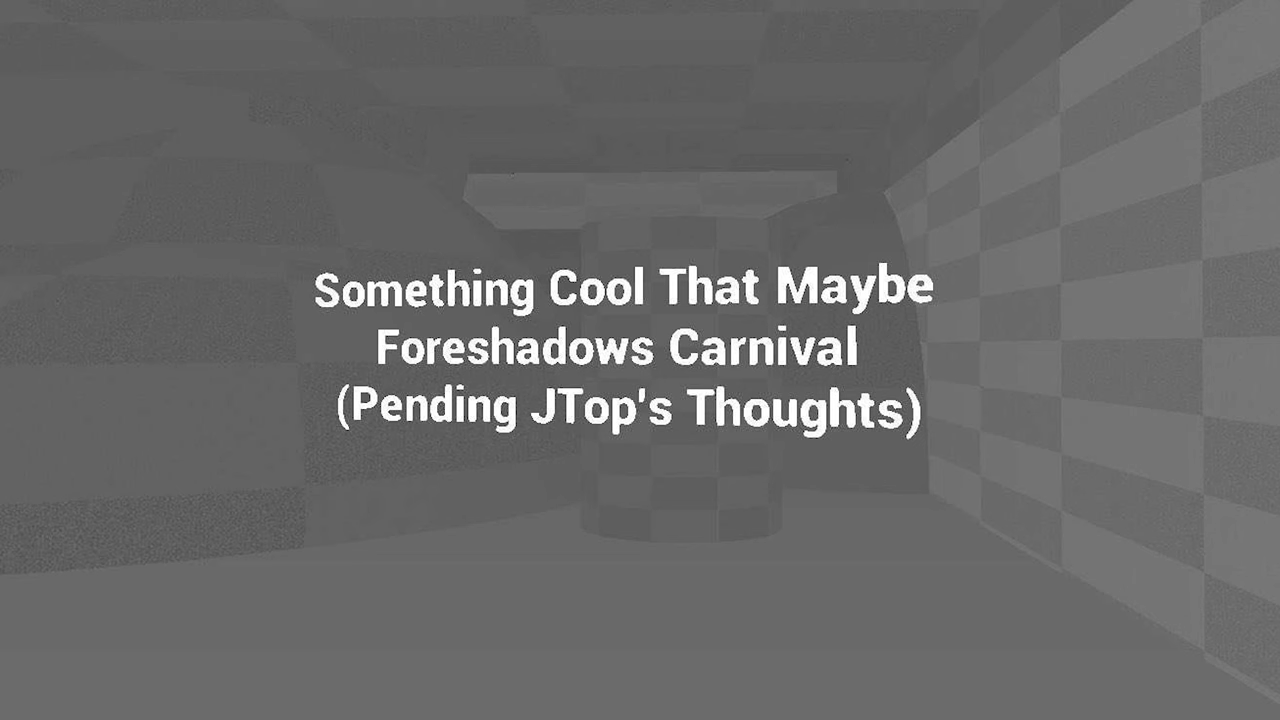 Something Cool That Maybe
Foreshadows Carnival
(Pending JTop's Thoughts)